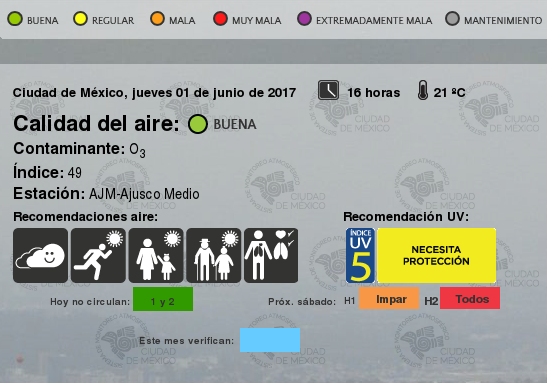 BUENA REGULAR MALA MUY MALA EXTREMADAMENTE MALA MANTENIMIENTO
Ciudad de México, jueves 01 de junio de 2017 16 horas 21 ºC
Calidad del aire: BUENA
Contaminante: O3
Índice: 49
Estación: AJM-Ajusco Medio
Recomendaciones aire: Recomendación UV:
ÍNDICE
UV
5
NECESITA
PROTECCIÓN
Hoy no circulan: 1 y 2 Próx. sábado: H1 Impar H2 Todos
Este mes verifican:
MONITOREO ATMOSFÉRICO
CIUDAD
DE MÉXICO